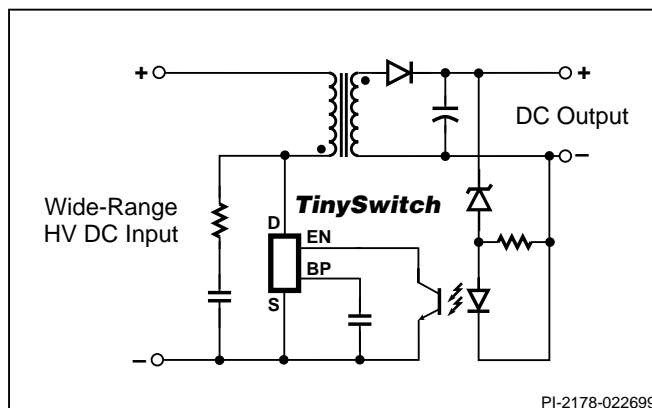 +
+
DC Output
–
Wide-Range
HV DC Input
TinySwitch
D
EN
BP
S
–
PI-2178-022699